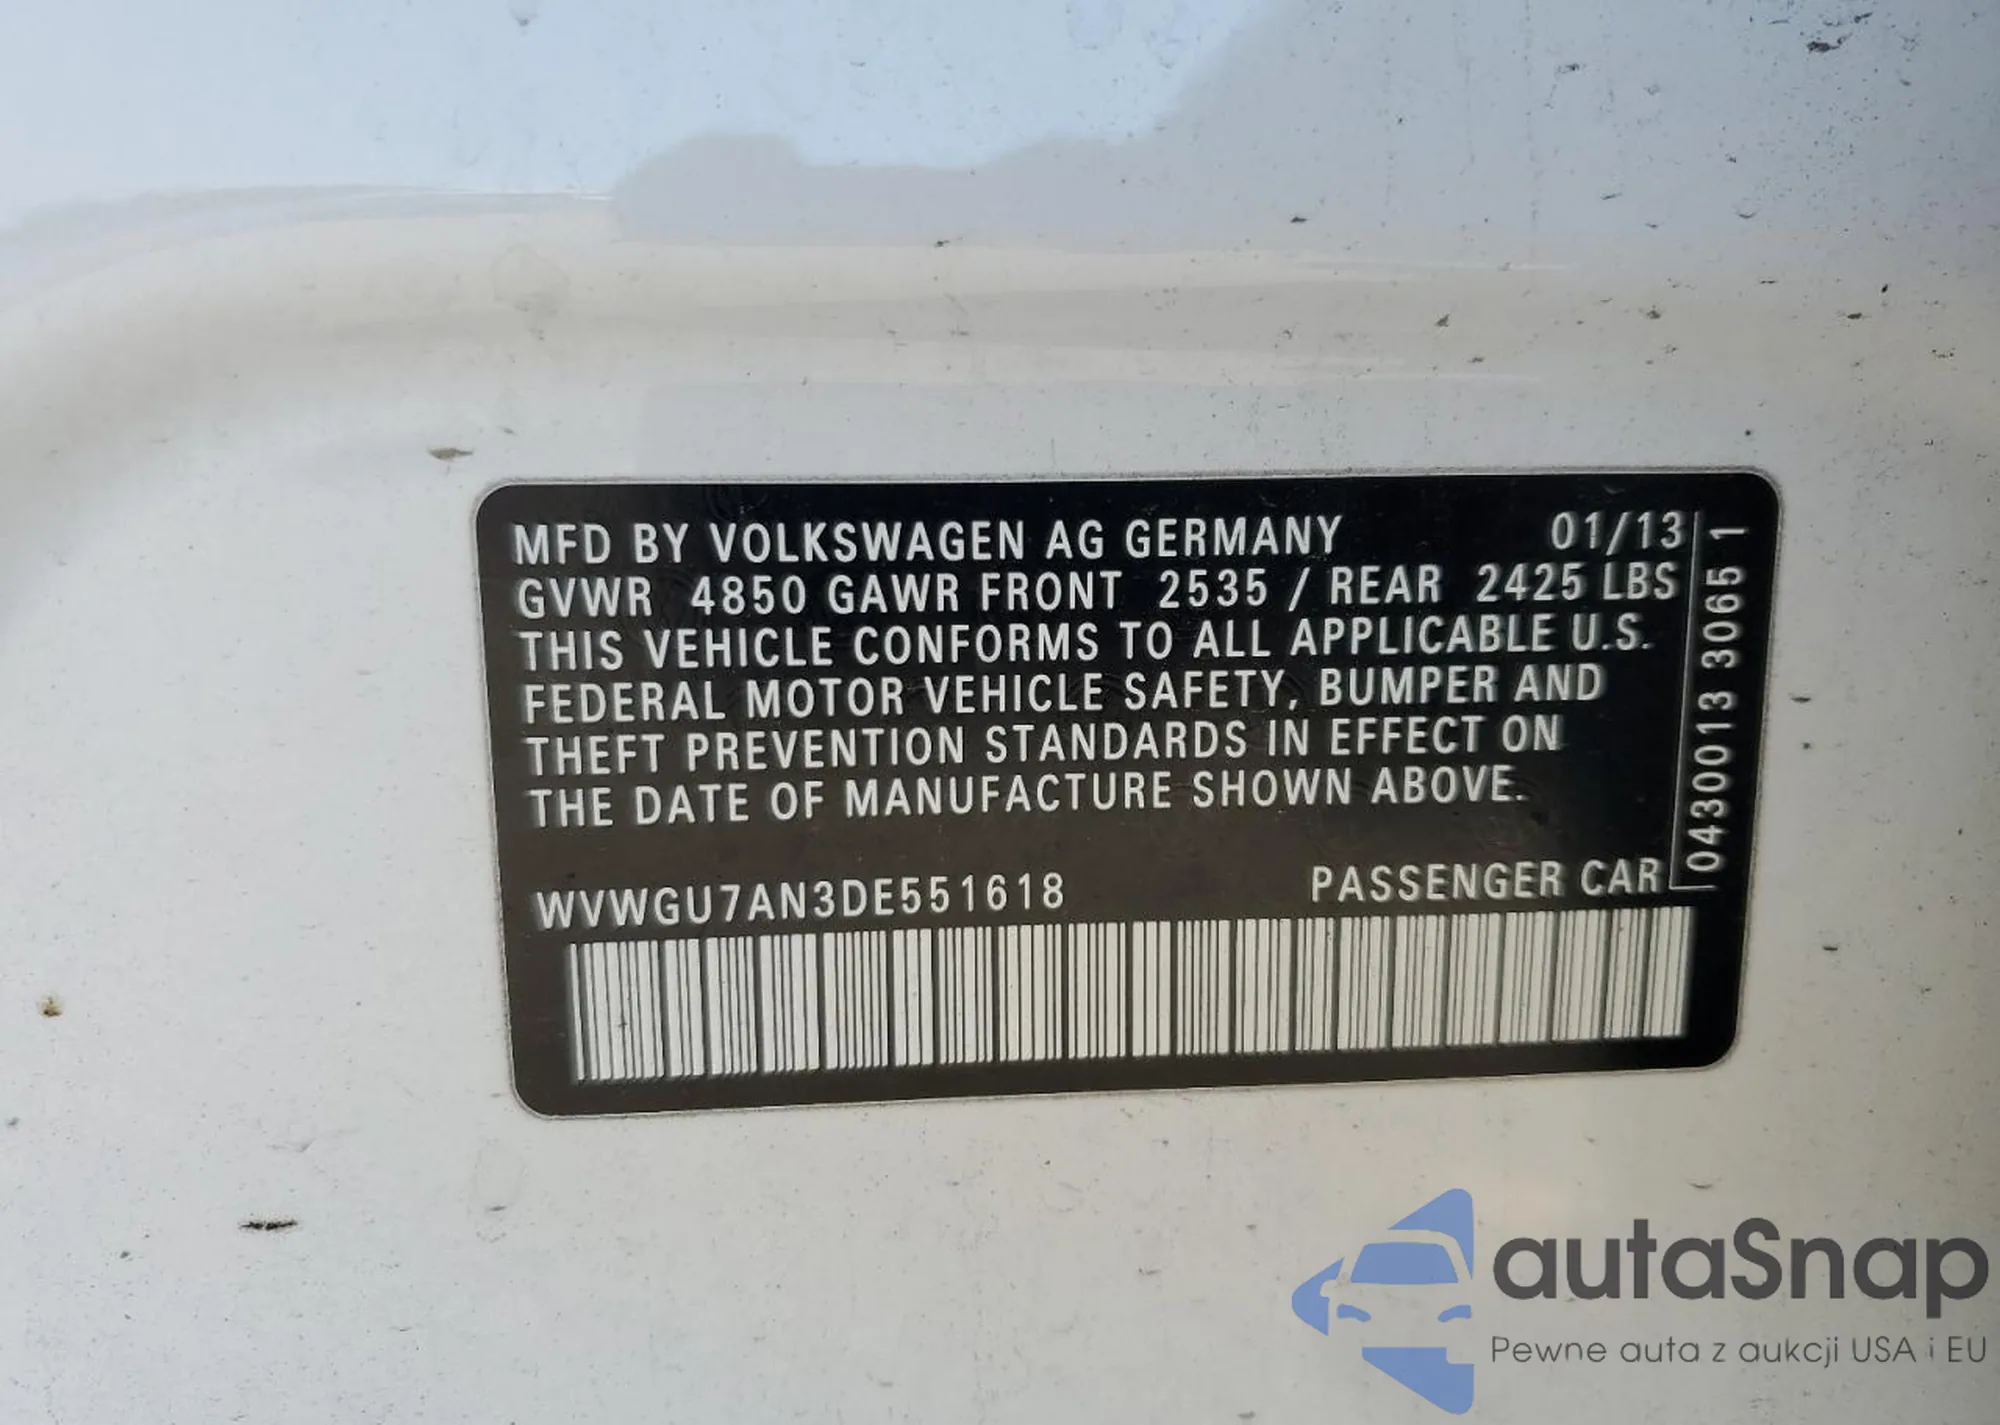 MFD BY VOLKSWAGEN AG GERMANY 01/13
GVWR 4850 GAWR FRONT 2535 / REAR 2425 LBS
THIS VEHICLE CONFORMS TO ALL APPLICABLE U.S.
FEDERAL MOTOR VEHICLE SAFETY, BUMPER AND
THEFT PREVENTION STANDARDS IN EFFECT ON
THE DATE OF MANUFACTURE SHOWN ABOVE.
WVWGU7AN3DE551618 PASSENGER CAR
0430013 3065 1
autaSnap
Pewne auta z aukcji USA i EU